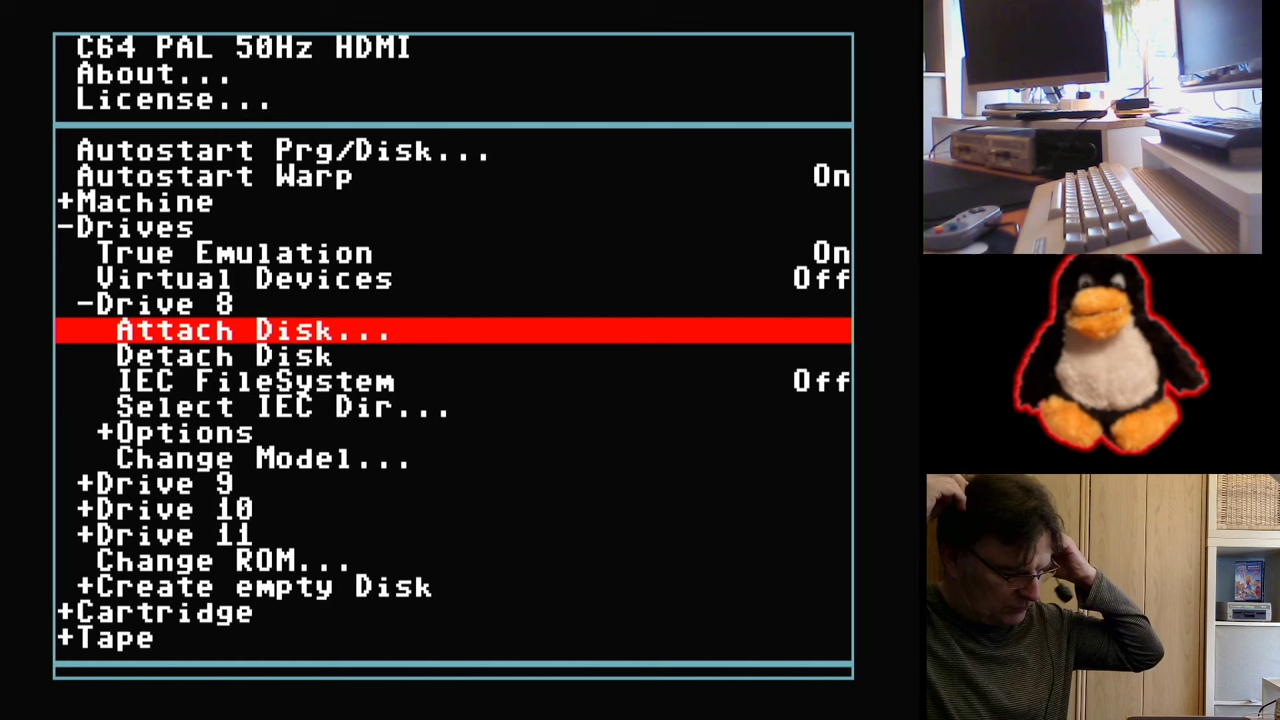 C64 PAL 50Hz HDMI
About...
License...
Autostart Prg/Disk...
Autostart Warp On
+Machine
-Drives
True Emulation On
Virtual Devices Off
-Drive 8
Attach Disk...
Detach Disk
IEC FileSystem Off
Select IEC Dir...
+Options
Change Model...
+Drive 9
+Drive 10
+Drive 11
Change ROM...
+Create empty Disk
+Cartridge
+Tape